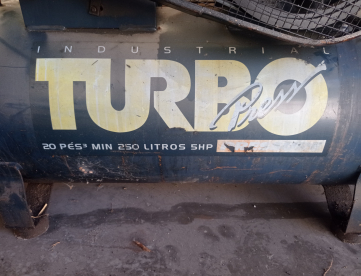 INDUSTRIAL
TURBO
Press
20 PÉS³ MIN 250 LITROS 5HP